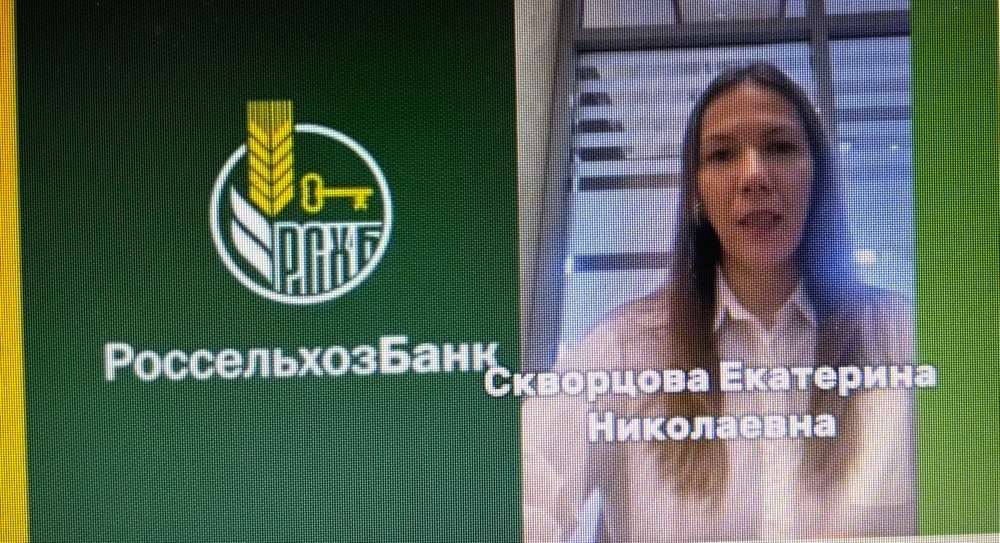 РСХБ
РоссельхозБанк
Скворцова Екатерина
Николаевна